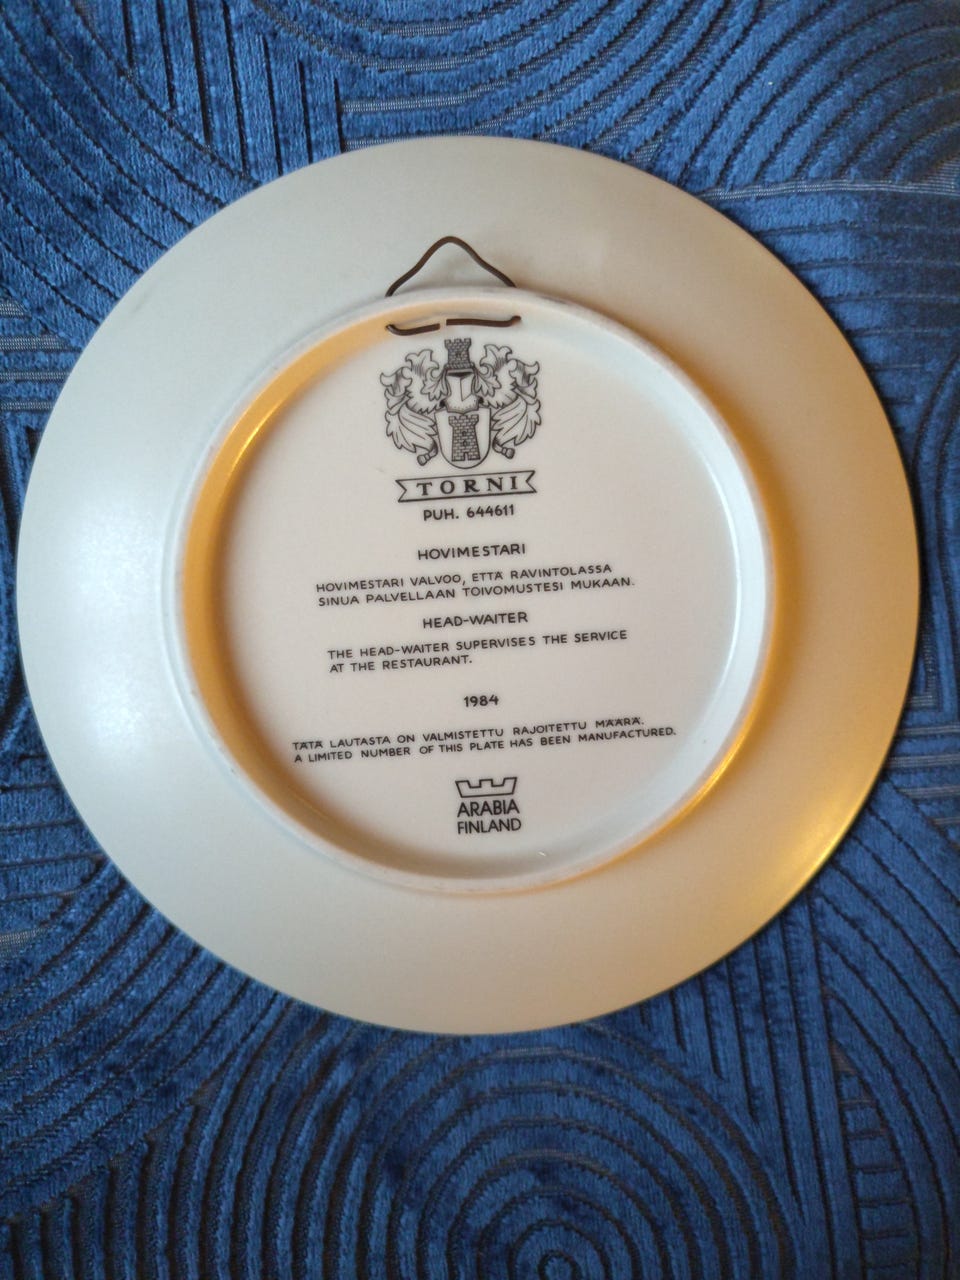 TORNI
PUH. 644611
HOVIMESTARI
HOVIMESTARI VALVOO, ETTÄ RAVINTOLASSA
SINUA PALVELLAAN TOIVOMUSTESI MUKAAN.
HEAD-WAITER
THE HEAD-WAITER SUPERVISES THE SERVICE
AT THE RESTAURANT.
1984
TÄTÄ LAUTASTA ON VALMISTETTU RAJOITETTU MÄÄRÄ.
A LIMITED NUMBER OF THIS PLATE HAS BEEN MANUFACTURED.
ARABIA
FINLAND